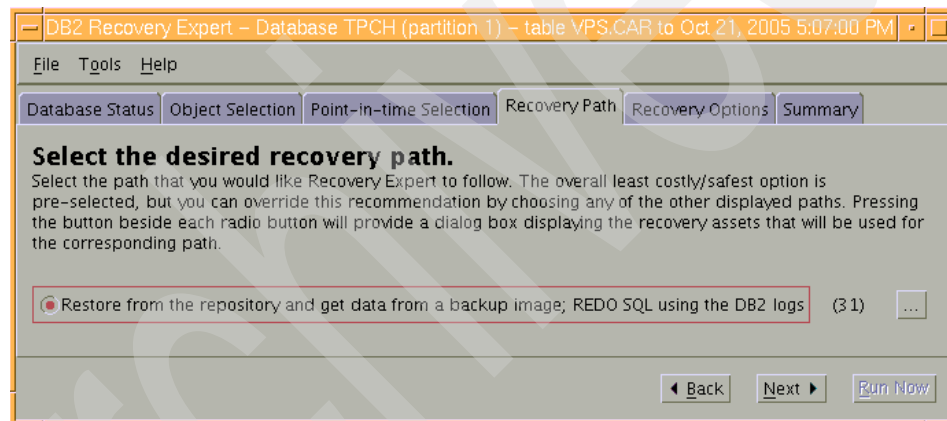 DB2 Recovery Expert – Database TPCH (partition 1) – table VPS.CAR to Oct 21, 2005 5:07:00 PM
File Tools Help
Database Status Object Selection Point-in-time Selection Recovery Path Recovery Options Summary
Select the desired recovery path.
Select the path that you would like Recovery Expert to follow. The overall least costly/safest option is
pre-selected, but you can override this recommendation by choosing any of the other displayed paths. Pressing
the button beside each radio button will provide a dialog box displaying the recovery assets that will be used for
the corresponding path.
Restore from the repository and get data from a backup image; REDO SQL using the DB2 logs (31) ...
Back Next Run Now